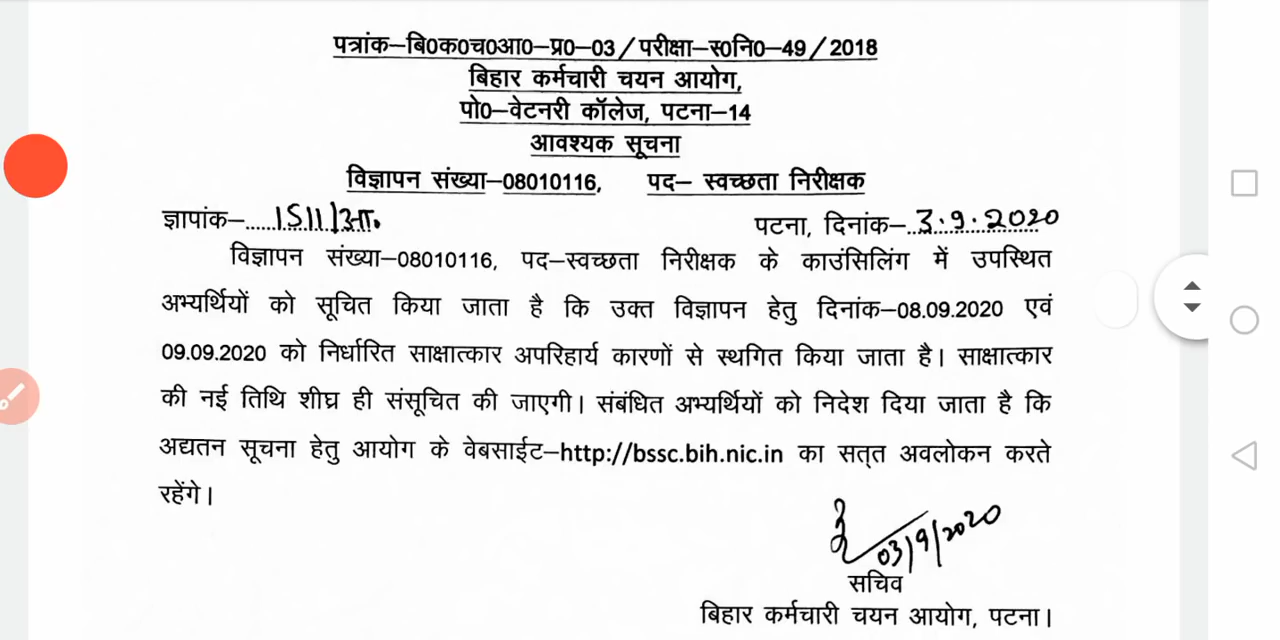 पत्रांक–बि0क0च0आ0–प्र0–03 / परीक्षा–स0नि0–49 / 2018
बिहार कर्मचारी चयन आयोग,
पो0–वेटनरी कॉलेज, पटना–14
आवश्यक सूचना
विज्ञापन संख्या–08010116, पद– स्वच्छता निरीक्षक
ज्ञापांक–......1511/आ. पटना, दिनांक–..3.9.2020
विज्ञापन संख्या–08010116, पद–स्वच्छता निरीक्षक के काउंसिलिंग में उपस्थित
अभ्यर्थियों को सूचित किया जाता है कि उक्त विज्ञापन हेतु दिनांक–08.09.2020 एवं
09.09.2020 को निर्धारित साक्षात्कार अपरिहार्य कारणों से स्थगित किया जाता है। साक्षात्कार
की नई तिथि शीघ्र ही संसूचित की जाएगी। संबंधित अभ्यर्थियों को निदेश दिया जाता है कि
अद्यतन सूचना हेतु आयोग के वेबसाईट–http://bssc.bih.nic.in का सत्‌त अवलोकन करते
रहेंगे।
03/9/2020
सचिव
बिहार कर्मचारी चयन आयोग, पटना।